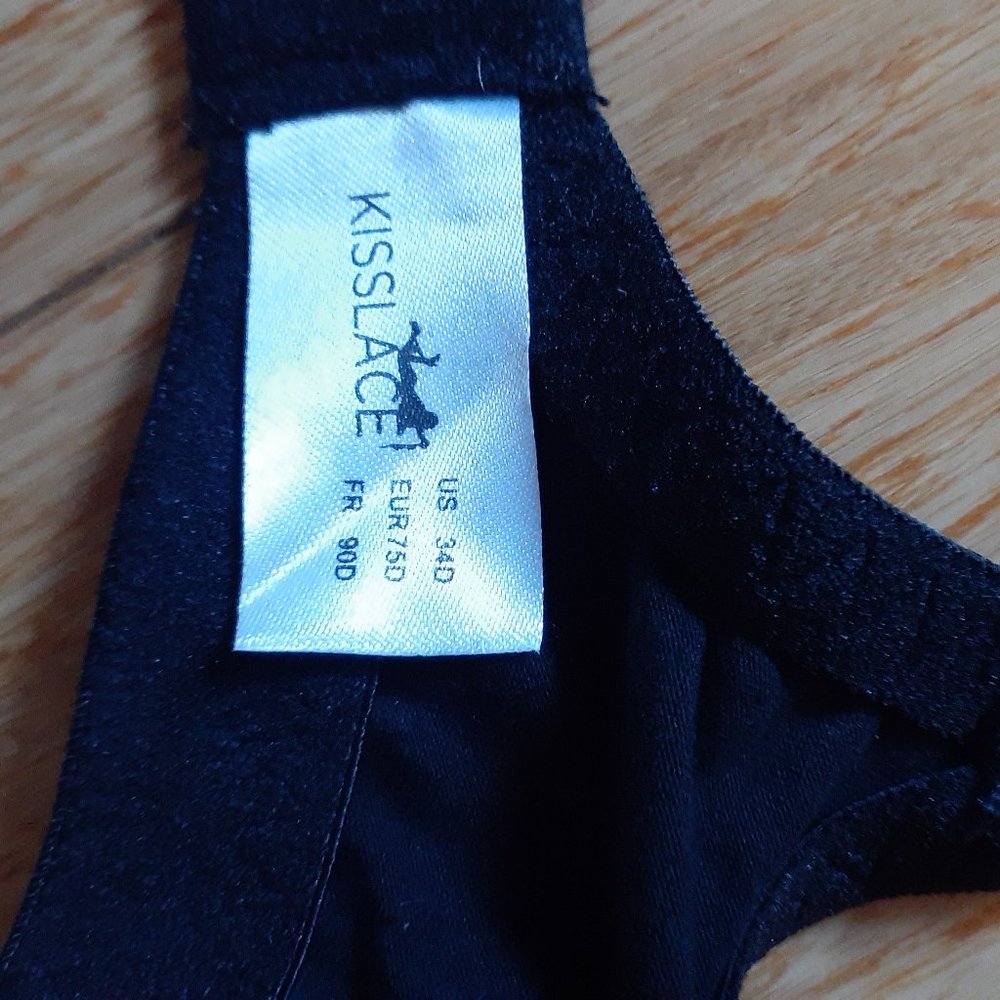 KISSLACE
US 34D
EUR 75D
FR 90D